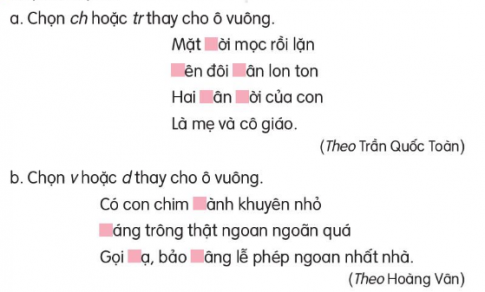 a. Chọn ch hoặc tr thay cho ô vuông.
Mặt ■ời mọc rồi lặn
■ên đôi ■ân lon ton
Hai ■ân ■ời của con
Là mẹ và cô giáo.
(Theo Trần Quốc Toàn)
b. Chọn v hoặc d thay cho ô vuông.
Có con chim ■ành khuyên nhỏ
■áng trông thật ngoan ngoãn quá
Gọi ■ạ, bảo ■âng lễ phép ngoan nhất nhà.
(Theo Hoàng Vân)